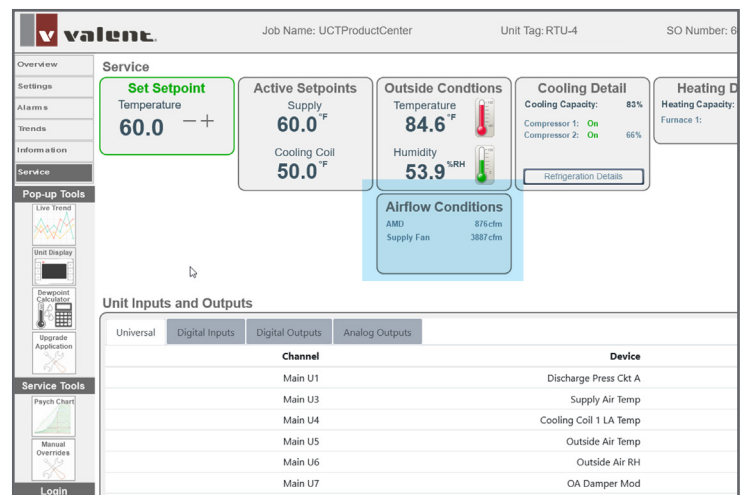 v valent.
Job Name: UCTProductCenter
Unit Tag: RTU-4
SO Number: 6
Overview
Settings
Alarms
Trends
Information
Service
Pop-up Tools
Live Trend
Unit Display
Dewpoint
Calculator
Upgrade
Application
Service Tools
Psych Chart
Manual
Overrides
Login
Service
Set Setpoint
Temperature
60.0 −+
Active Setpoints
Supply
60.0 °F
Cooling Coil
50.0 °F
Outside Condtions
Temperature
84.6 °F
Humidity
53.9 %RH
Cooling Detail
Cooling Capacity: 83%
Compressor 1: On
Compressor 2: On 66%
Refrigeration Details
Heating D
Heating Capacity:
Furnace 1:
Airflow Conditions
AMD 876cfm
Supply Fan 3887cfm
Unit Inputs and Outputs
Universal Digital Inputs Digital Outputs Analog Outputs
Channel Device
Main U1 Discharge Press Ckt A
Main U3 Supply Air Temp
Main U4 Cooling Coil 1 LA Temp
Main U5 Outside Air Temp
Main U6 Outside Air RH
Main U7 OA Damper Mod